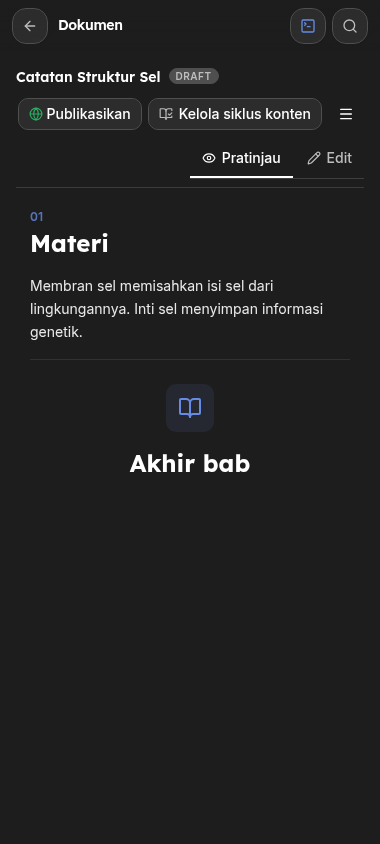 Dokumen
Catatan Struktur Sel DRAFT
Publikasikan Kelola siklus konten
Pratinjau Edit
01
Materi
Membran sel memisahkan isi sel dari
lingkungannya. Inti sel menyimpan informasi
genetik.
Akhir bab